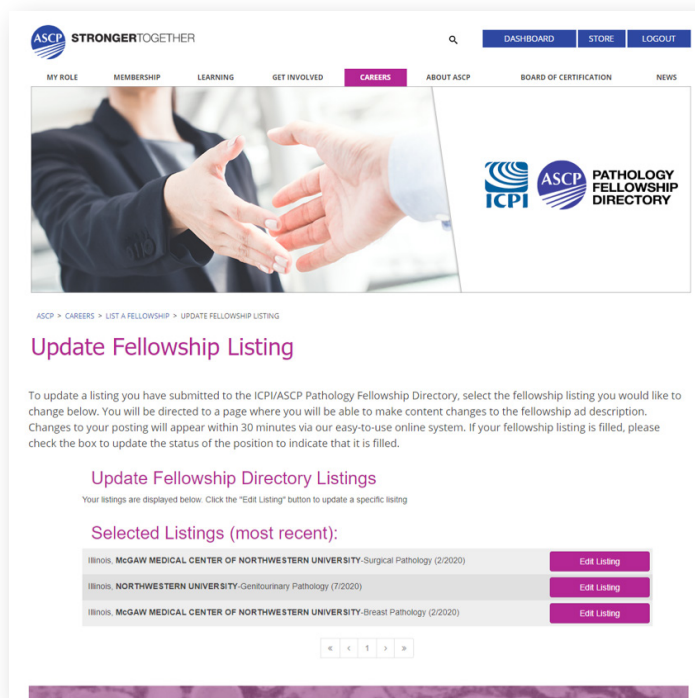 ASCP STRONGERTOGETHER
DASHBOARD STORE LOGOUT
MY ROLE MEMBERSHIP LEARNING GET INVOLVED CAREERS ABOUT ASCP BOARD OF CERTIFICATION NEWS
ICPI ASCP PATHOLOGY
FELLOWSHIP
DIRECTORY
ASCP > CAREERS > LIST A FELLOWSHIP > UPDATE FELLOWSHIP LISTING
Update Fellowship Listing
To update a listing you have submitted to the ICPI/ASCP Pathology Fellowship Directory, select the fellowship listing you would like to
change below. You will be directed to a page where you will be able to make content changes to the fellowship ad description.
Changes to your posting will appear within 30 minutes via our easy-to-use online system. If your fellowship listing is filled, please
check the box to update the status of the position to indicate that it is filled.
Update Fellowship Directory Listings
Your listings are displayed below. Click the "Edit Listing" button to update a specific lisitng
Selected Listings (most recent):
Illinois, McGAW MEDICAL CENTER OF NORTHWESTERN UNIVERSITY-Surgical Pathology (2/2020) Edit Listing
Illinois, NORTHWESTERN UNIVERSITY-Genitourinary Pathology (7/2020) Edit Listing
Illinois, McGAW MEDICAL CENTER OF NORTHWESTERN UNIVERSITY-Breast Pathology (2/2020) Edit Listing
« < 1 > »